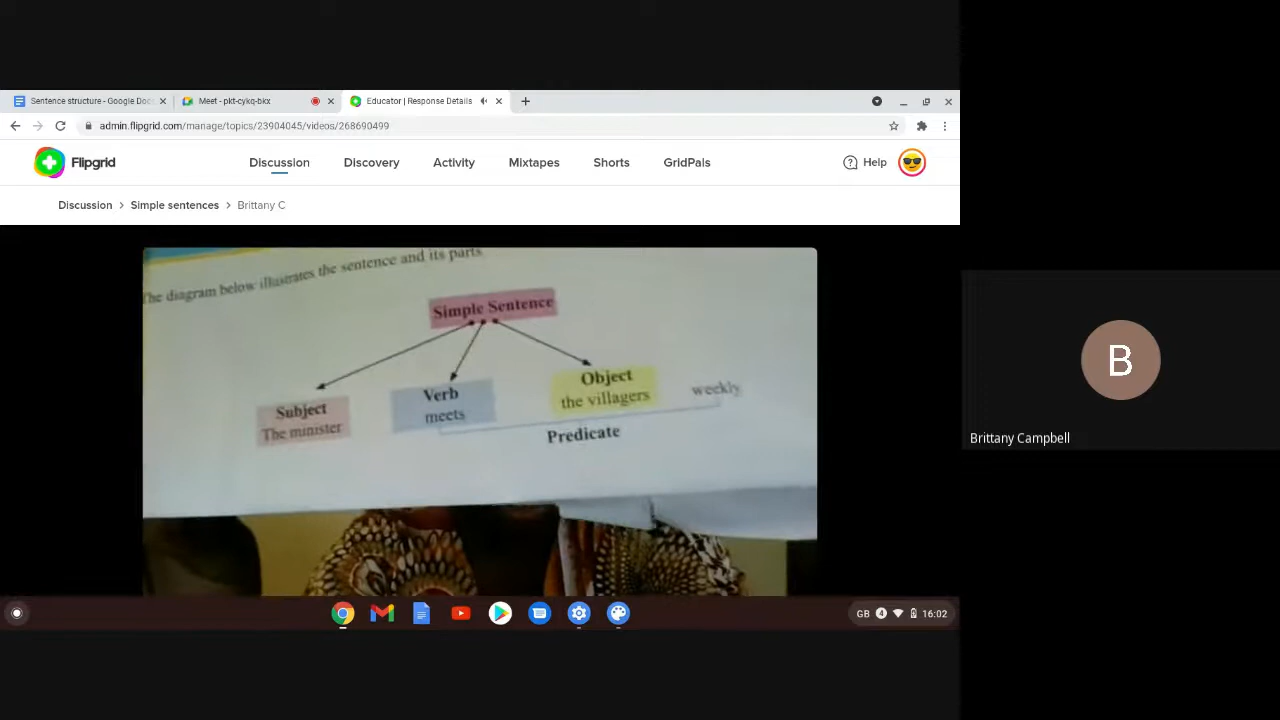 Sentence structure - Google Doc
Meet - pkt-cykq-bkx
Educator | Response Details
admin.flipgrid.com/manage/topics/23904045/videos/268690499
Flipgrid
Discussion
Discovery
Activity
Mixtapes
Shorts
GridPals
Help
Discussion > Simple sentences > Brittany C
The diagram below illustrates the sentence and its parts
Simple Sentence
Subject
The minister
Verb
meets
Object
the villagers
weekly
Predicate
B
Brittany Campbell
GB 4 16:02